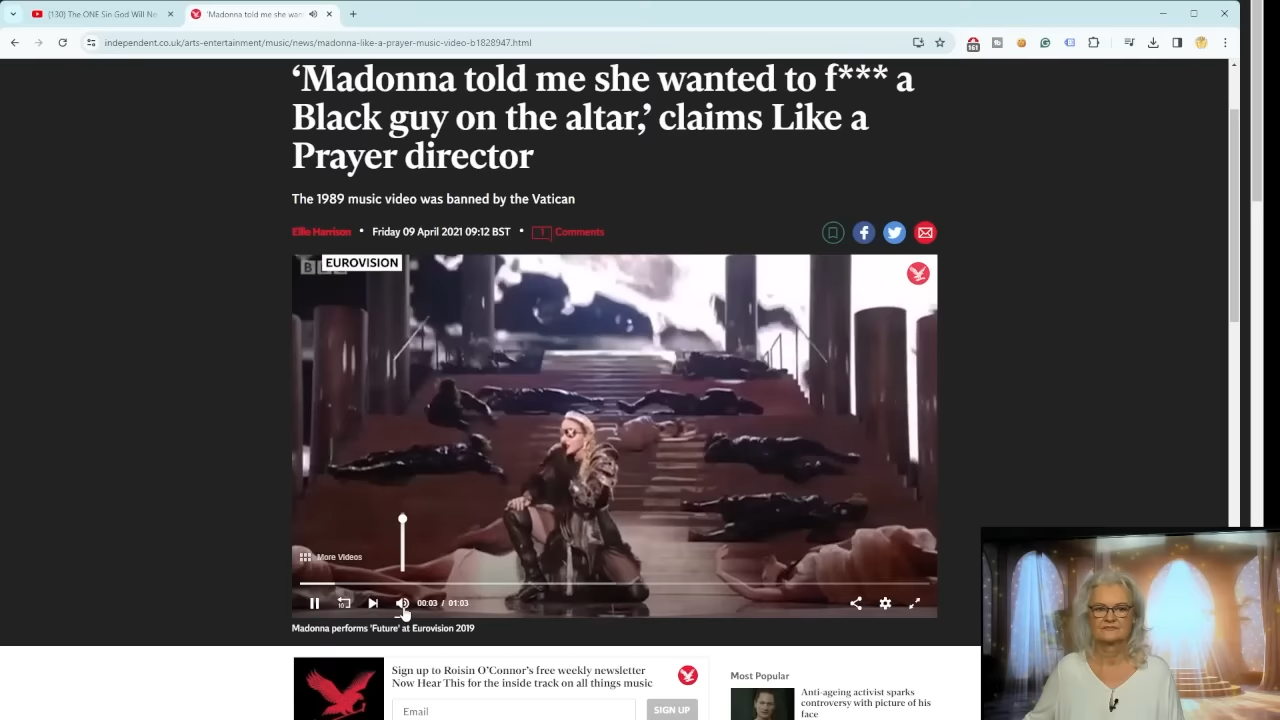 (130) The ONE Sin God Will Ne
'Madonna told me she wan
independent.co.uk/arts-entertainment/music/news/madonna-like-a-prayer-music-video-b1828947.html
161
'Madonna told me she wanted to f*** a
Black guy on the altar,' claims Like a
Prayer director
The 1989 music video was banned by the Vatican
Ellie Harrison • Friday 09 April 2021 09:12 BST • 1 Comments
EUROVISION
More Videos
10
00:03 / 01:03
Madonna performs 'Future' at Eurovision 2019
Sign up to Roisin O'Connor's free weekly newsletter
Now Hear This for the inside track on all things music
Email
SIGN UP
Most Popular
Anti-ageing activist sparks
controversy with picture of his
face